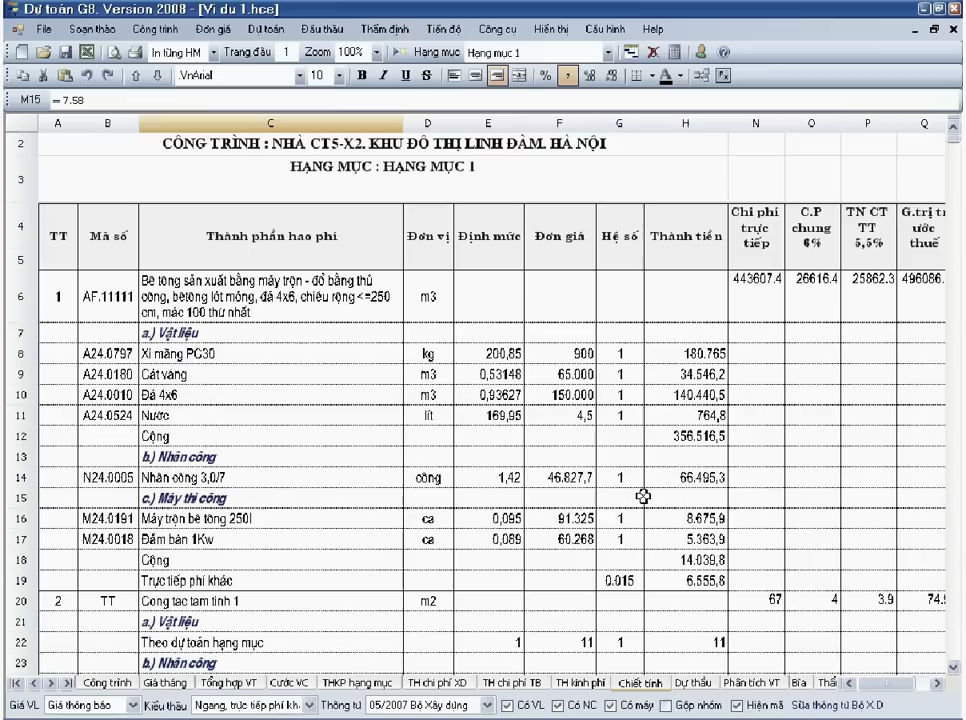 Dự toán G8. Version 2008 - [Vi du 1.hce]
File Soạn thảo Công trình Đơn giá Dự toán Đấu thầu Thẩm định Tiến độ Công cụ Hiển thị Cấu hình Help
In từng HM Trang đầu 1 Zoom 100% Hạng mục Hạng mục 1
.VnArial 10 B I U S % , A
M15 = 7.58
A B C D E F G H N O P Q
2 CÔNG TRÌNH : NHÀ CT5-X2. KHU ĐÔ THỊ LINH ĐÀM. HÀ NỘI
3 HẠNG MỤC : HẠNG MỤC 1
4 TT Mã số Thành phần hao phí Đơn vị Định mức Đơn giá Hệ số Thành tiền Chi phí trực tiếp C.P chung 6% TN CT TT 5,5% G.trị tr ước thuế
5
6 1 AF.11111 Bê tông sản xuất bằng máy trộn - đổ bằng thủ công, bêtông lót móng, đá 4x6, chiều rộng <=250 cm, mác 100 thứ nhất m3 443607.4 26616.4 25862.3 496086.
7 a.) Vật liệu
8 A24.0797 Xi măng PC30 kg 200,85 900 1 180.765
9 A24.0180 Cát vàng m3 0,53148 65.000 1 34.546,2
10 A24.0010 Đá 4x6 m3 0,93627 150.000 1 140.440,5
11 A24.0524 Nước lít 169,95 4,5 1 764,8
12 Cộng 356.516,5
13 b.) Nhân công
14 N24.0005 Nhân công 3,0/7 công 1,42 46.827,7 1 66.495,3
15 c.) Máy thi công
16 M24.0191 Máy trộn bê tông 250l ca 0,095 91.325 1 8.675,9
17 M24.0018 Đầm bàn 1Kw ca 0,089 60.268 1 5.363,9
18 Cộng 14.039,8
19 Trực tiếp phí khác 0.015 6.555,8
20 2 TT Cong tac tam tinh 1 m2 67 4 3.9 74.9
21 a.) Vật liệu
22 Theo dự toán hạng mục 1 11 1 11
23 b.) Nhân công
Công trình Giá tháng Tổng hợp VT Cước VC THKP hạng mục TH chi phí XD TH chi phí TB TH kinh phí Chiết tính Dự thầu Phân tích VT Bìa Thẩ
Giá VL Giá thông báo Kiểu thầu Ngang, trực tiếp phí kh. Thông tư 05/2007 Bộ Xây dựng Có VL Có NC Có máy Gộp nhóm Hiện mã Sửa thông tư Bộ X.D